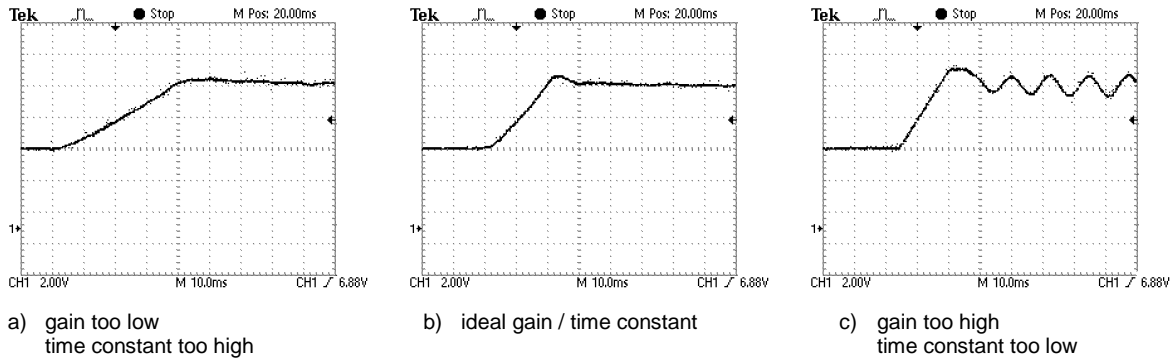 Tek Stop M Pos: 20.00ms
1
CH1 2.00V M 10.0ms CH1 6.88V
a) gain too low
time constant too high
Tek Stop M Pos: 20.00ms
1
CH1 2.00V M 10.0ms CH1 6.88V
b) ideal gain / time constant
Tek Stop M Pos: 20.00ms
1
CH1 2.00V M 10.0ms CH1 6.88V
c) gain too high
time constant too low